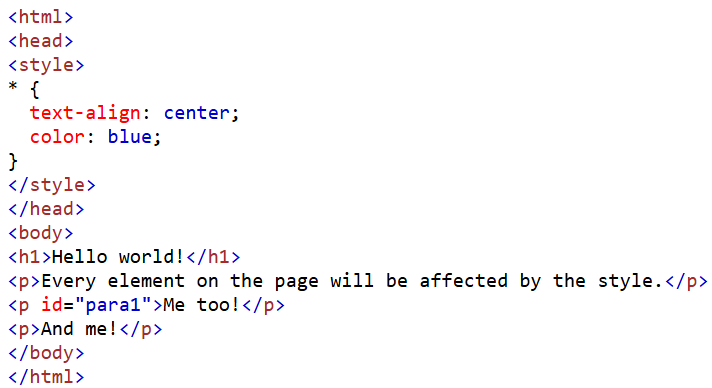 <html>
<head>
<style>
* {
  text-align: center;
  color: blue;
}
</style>
</head>
<body>
<h1>Hello world!</h1>
<p>Every element on the page will be affected by the style.</p>
<p id="para1">Me too!</p>
<p>And me!</p>
</body>
</html>